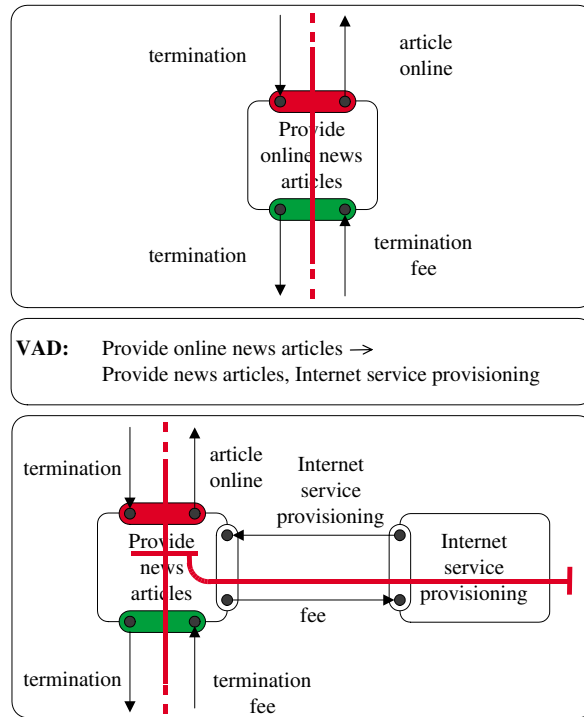 termination
article
online
Provide
online news
articles
termination
termination
fee
VAD: Provide online news articles →
Provide news articles, Internet service provisioning
termination
article
online
Internet
service
provisioning
Provide
news
articles
Internet
service
provisioning
fee
termination
termination
fee